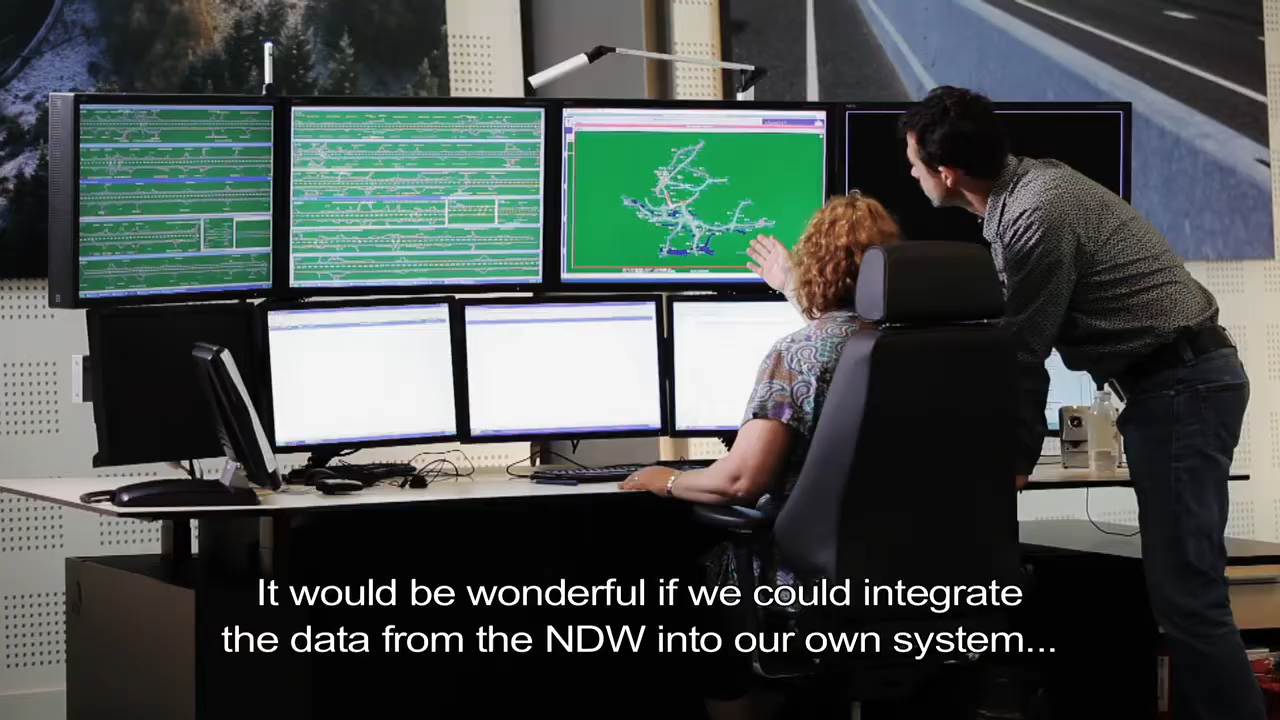 It would be wonderful if we could integrate
the data from the NDW into our own system...